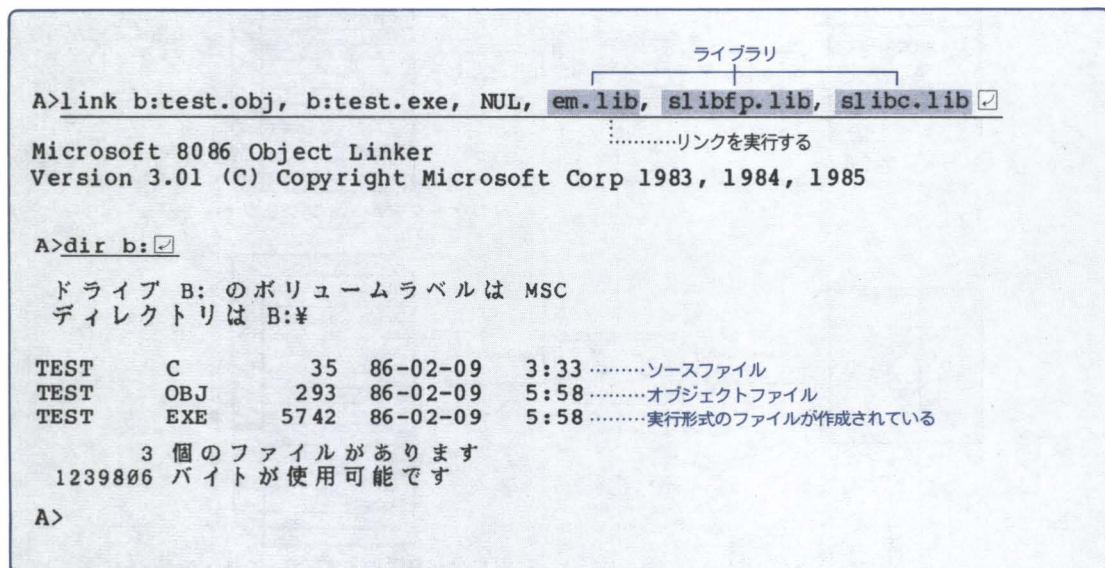 ライブラリ
A>link b:test.obj, b:test.exe, NUL, em.lib, slibfp.lib, slibc.lib
リンクを実行する
Microsoft 8086 Object Linker
Version 3.01 (C) Copyright Microsoft Corp 1983, 1984, 1985
A>dir b:
ドライブ B: のボリュームラベルは MSC
ディレクトリは B:¥
TEST C 35 86-02-09 3:33 ………ソースファイル
TEST OBJ 293 86-02-09 5:58 ………オブジェクトファイル
TEST EXE 5742 86-02-09 5:58 ………実行形式のファイルが作成されている
3 個のファイルがあります
1239806 バイトが使用可能です
A>